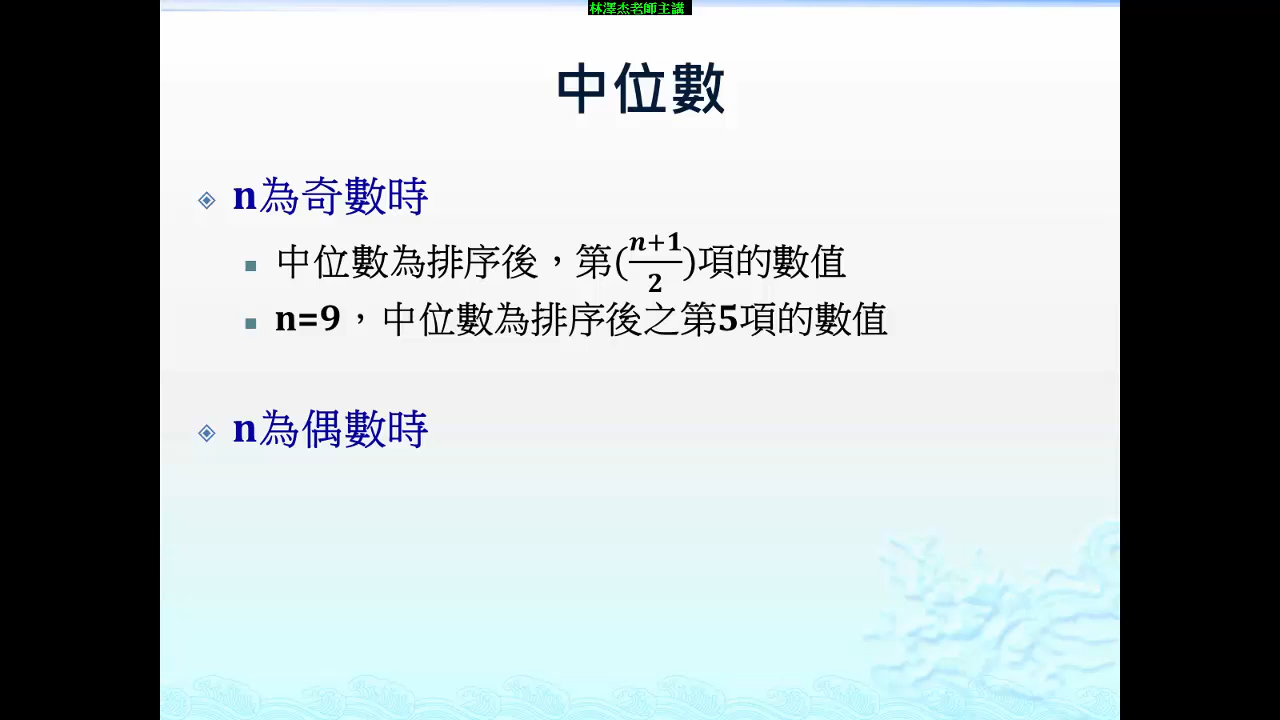 林澤杰老師主講
中位數
n為奇數時
中位數為排序後，第(\frac{n+1}{2})項的數值
n=9，中位數為排序後之第5項的數值
n為偶數時